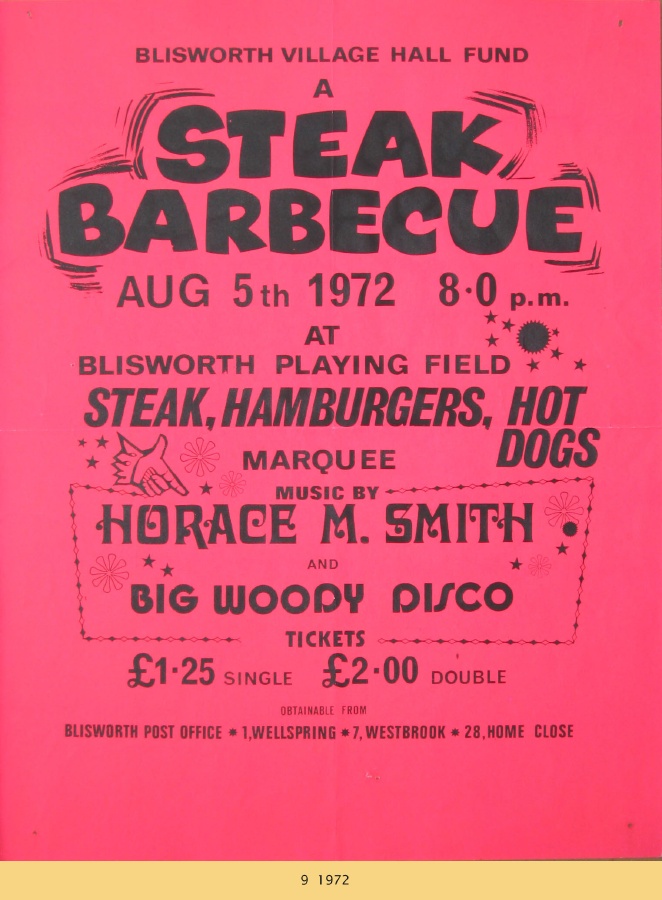 BLISWORTH VILLAGE HALL FUND
A
STEAK
BARBECUE
AUG 5th 1972 8·0 p.m.
AT
BLISWORTH PLAYING FIELD
STEAK, HAMBURGERS, HOT
DOGS
MARQUEE
MUSIC BY
HORACE M. SMITH
AND
BIG WOODY DISCO
TICKETS
£1·25 SINGLE £2·00 DOUBLE
OBTAINABLE FROM
BLISWORTH POST OFFICE * 1, WELLSPRING * 7, WESTBROOK * 28, HOME CLOSE
9 1972